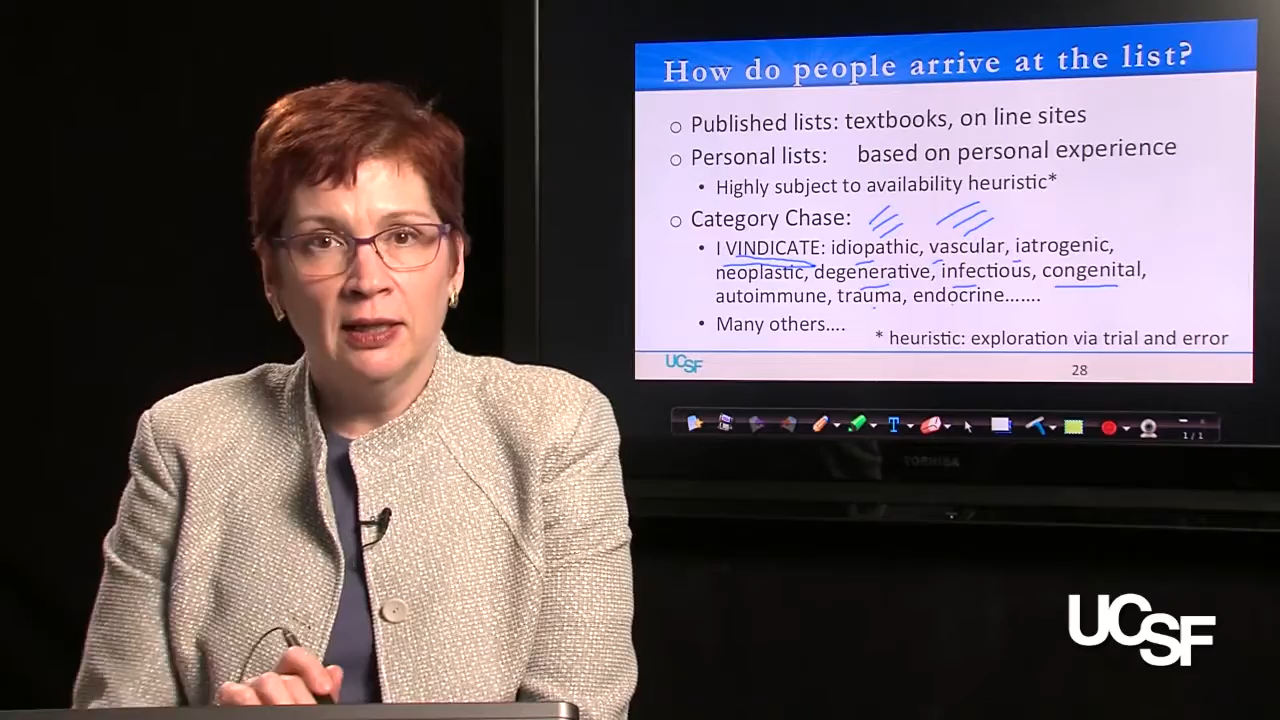 How do people arrive at the list?
○ Published lists: textbooks, on line sites
○ Personal lists: based on personal experience
• Highly subject to availability heuristic*
○ Category Chase:
• I VINDICATE: idiopathic, vascular, iatrogenic,
neoplastic, degenerative, infectious, congenital,
autoimmune, trauma, endocrine.......
• Many others....
* heuristic: exploration via trial and error
UCSF
28
T
1/1
TOSHIBA
UCSF